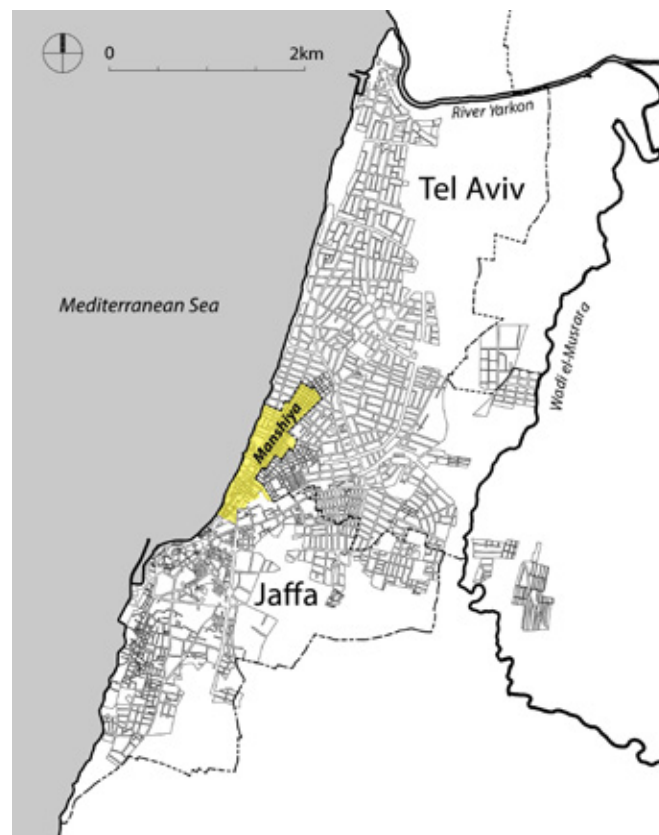 0 2km
River Yarkon
Tel Aviv
Mediterranean Sea
Wadi el-Musrara
Manshiya
Jaffa